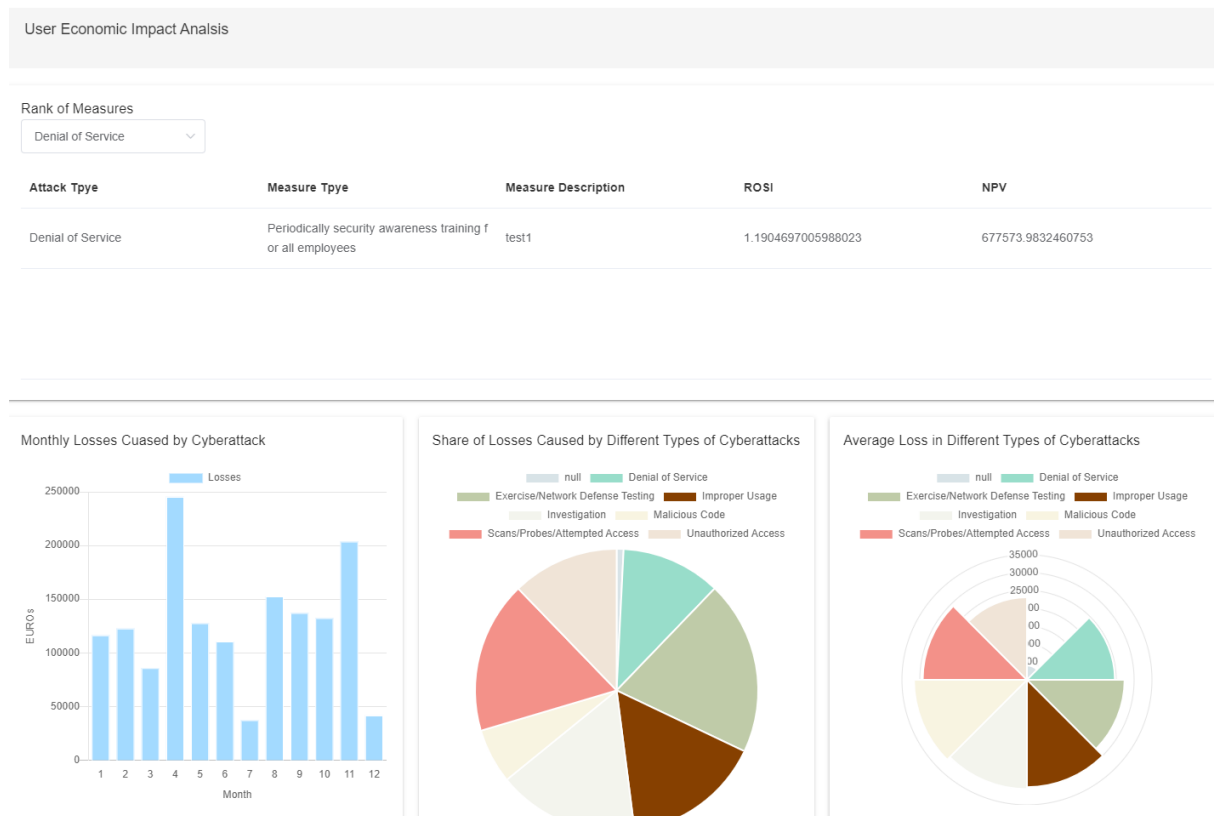 User Economic Impact Analsis
Rank of Measures
Denial of Service
Attack Tpye Measure Tpye Measure Description ROSI NPV
Denial of Service Periodically security awareness training f test1 1.1904697005988023 677573.9832460753
or all employees
Monthly Losses Cuased by Cyberattack
Losses
250000
200000
150000
100000
50000
0
EUROs
1 2 3 4 5 6 7 8 9 10 11 12
Month
Share of Losses Caused by Different Types of Cyberattacks
null Denial of Service
Exercise/Network Defense Testing Improper Usage
Investigation Malicious Code
Scans/Probes/Attempted Access Unauthorized Access
Average Loss in Different Types of Cyberattacks
null Denial of Service
Exercise/Network Defense Testing Improper Usage
Investigation Malicious Code
Scans/Probes/Attempted Access Unauthorized Access
35000
30000
25000